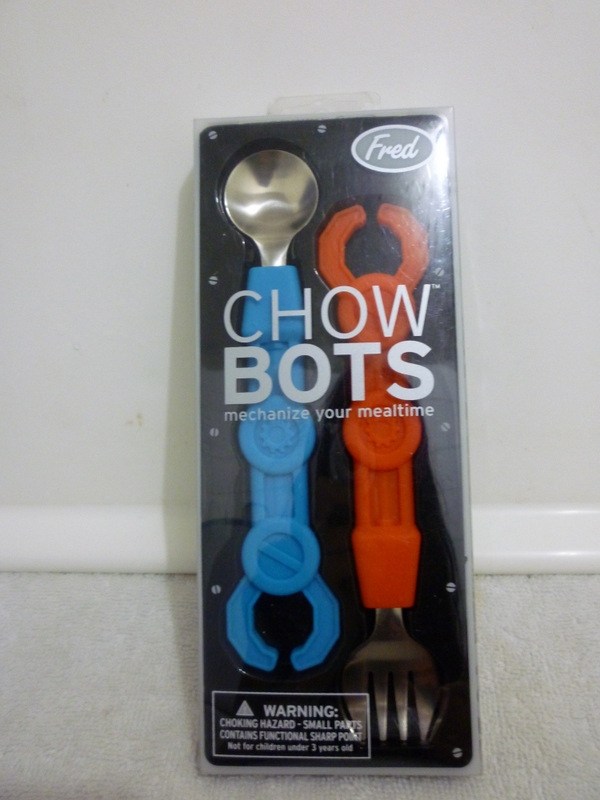 Fred
CHOW™
BOTS
mechanize your mealtime
WARNING:
CHOKING HAZARD - SMALL PARTS
CONTAINS FUNCTIONAL SHARP POINT
Not for children under 3 years old